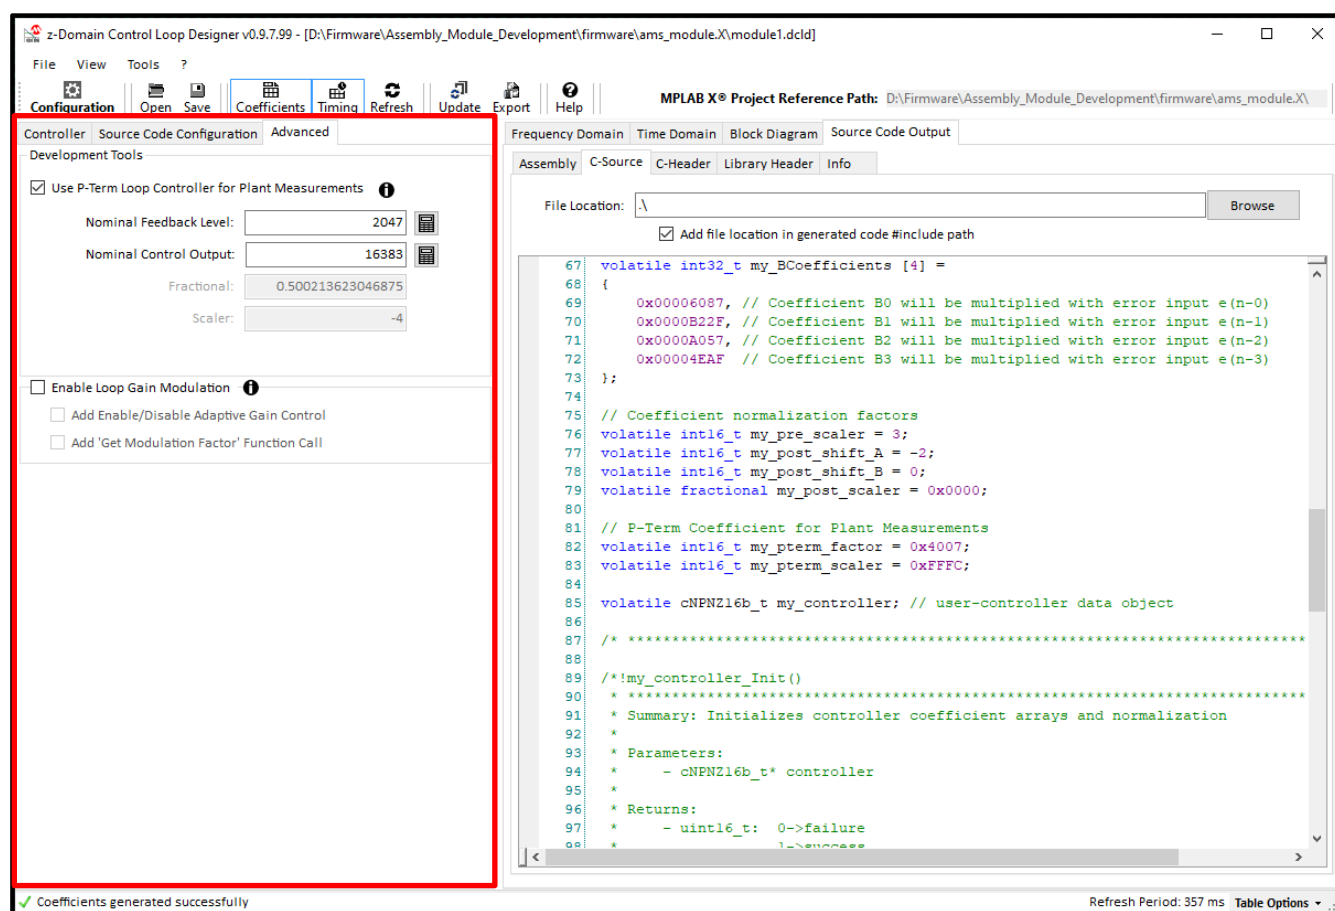 z-Domain Control Loop Designer v0.9.7.99 - [D:\Firmware\Assembly_Module_Development\firmware\ams_module.X\module1.dcld]
File View Tools ?
Configuration Open Save Coefficients Timing Refresh Update Export Help MPLAB X® Project Reference Path: D:\Firmware\Assembly_Module_Development\firmware\ams_module.X\
Controller Source Code Configuration Advanced
Development Tools
Use P-Term Loop Controller for Plant Measurements
Nominal Feedback Level: 2047
Nominal Control Output: 16383
Fractional: 0.500213623046875
Scaler: -4
Enable Loop Gain Modulation
Add Enable/Disable Adaptive Gain Control
Add 'Get Modulation Factor' Function Call
Frequency Domain Time Domain Block Diagram Source Code Output
Assembly C-Source C-Header Library Header Info
File Location: .\ Browse
Add file location in generated code #include path
67 volatile int32_t my_BCoefficients [4] =
68 {
69 0x00006087, // Coefficient B0 will be multiplied with error input e(n-0)
70 0x0000B22F, // Coefficient B1 will be multiplied with error input e(n-1)
71 0x0000A057, // Coefficient B2 will be multiplied with error input e(n-2)
72 0x00004EAF // Coefficient B3 will be multiplied with error input e(n-3)
73 };
74
75 // Coefficient normalization factors
76 volatile int16_t my_pre_scaler = 3;
77 volatile int16_t my_post_shift_A = -2;
78 volatile int16_t my_post_shift_B = 0;
79 volatile fractional my_post_scaler = 0x0000;
80
81 // P-Term Coefficient for Plant Measurements
82 volatile int16_t my_pterm_factor = 0x4007;
83 volatile int16_t my_pterm_scaler = 0xFFFC;
84
85 volatile cNPNZ16b_t my_controller; // user-controller data object
86
87 /* *****************************************************************************
88
89 /*!my_controller_Init()
90 * *****************************************************************************
91 * Summary: Initializes controller coefficient arrays and normalization
92 *
93 * Parameters:
94 * - cNPNZ16b_t* controller
95 *
96 * Returns:
97 * - uint16_t: 0->failure
98 * 1->success
Coefficients generated successfully
Refresh Period: 357 ms Table Options